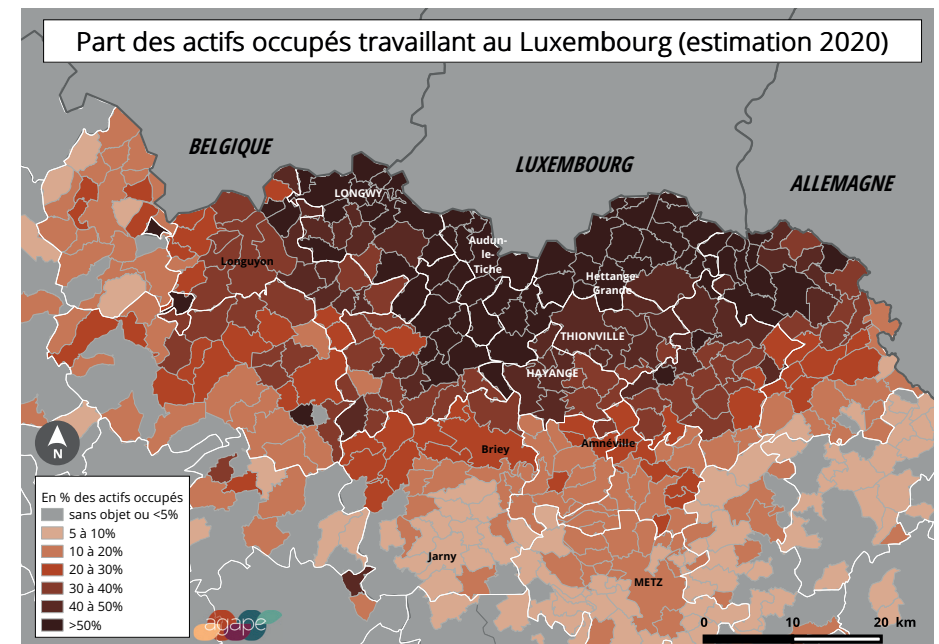 Part des actifs occupés travaillant au Luxembourg (estimation 2020)
BELGIQUE
LUXEMBOURG
ALLEMAGNE
LONGWY
Audun-
le-
Tiche
Longuyon
Hettange-
Grande
THIONVILLE
HAYANGE
Briey
Amnéville
N
En % des actifs occupés
sans objet ou <5%
5 à 10%
10 à 20%
20 à 30%
30 à 40%
40 à 50%
>50%
Jarny
METZ
agape
0 10 20 km